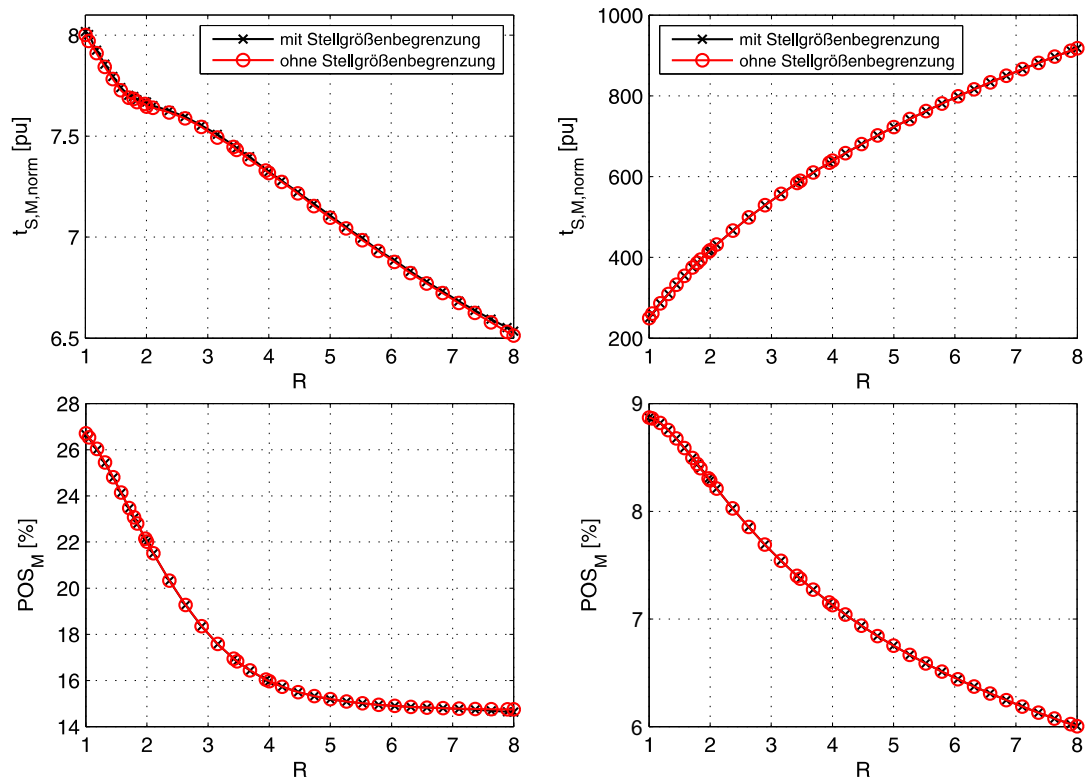 8
7.5
7
6.5
t_{S,M,norm} [pu]
mit Stellgrößenbegrenzung
ohne Stellgrößenbegrenzung
1 2 3 4 5 6 7 8
R
1000
800
600
400
200
t_{S,M,norm} [pu]
mit Stellgrößenbegrenzung
ohne Stellgrößenbegrenzung
1 2 3 4 5 6 7 8
R
28
26
24
22
20
18
16
14
POS_M [%]
1 2 3 4 5 6 7 8
R
9
8
7
6
POS_M [%]
1 2 3 4 5 6 7 8
R